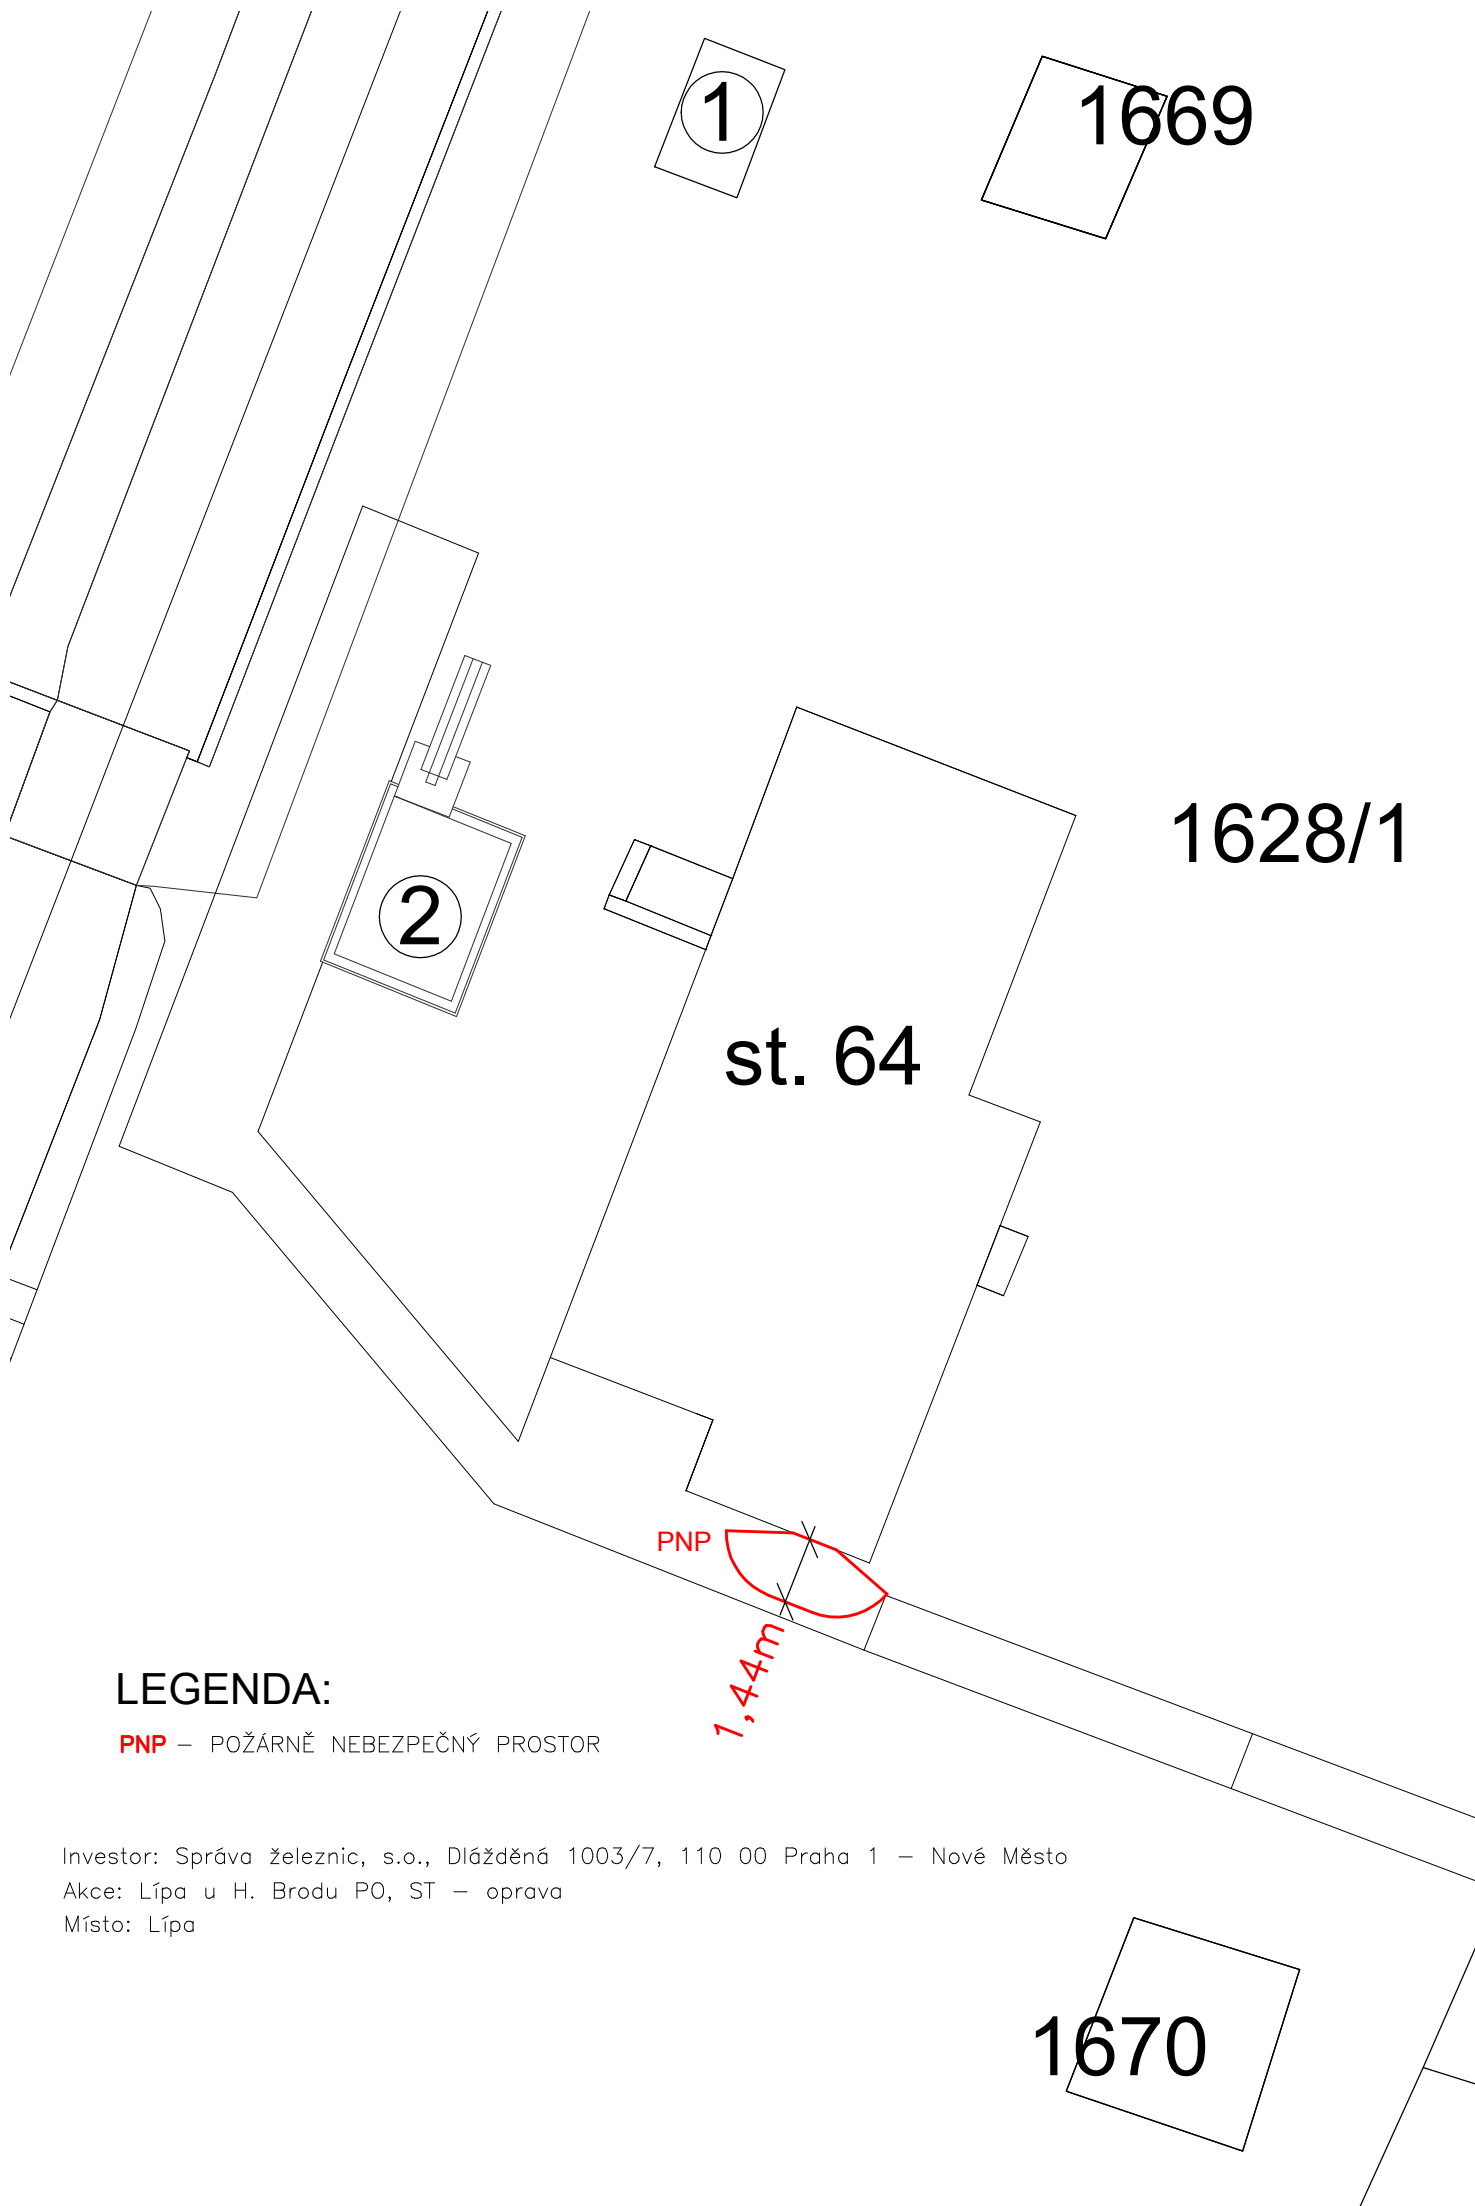 1
1669
1628/1
2
st. 64
PNP
1,44m
LEGENDA:
PNP – POŽÁRNĚ NEBEZPEČNÝ PROSTOR
Investor: Správa železnic, s.o., Dlážděná 1003/7, 110 00 Praha 1 – Nové Město
Akce: Lípa u H. Brodu PO, ST – oprava
Místo: Lípa
1670